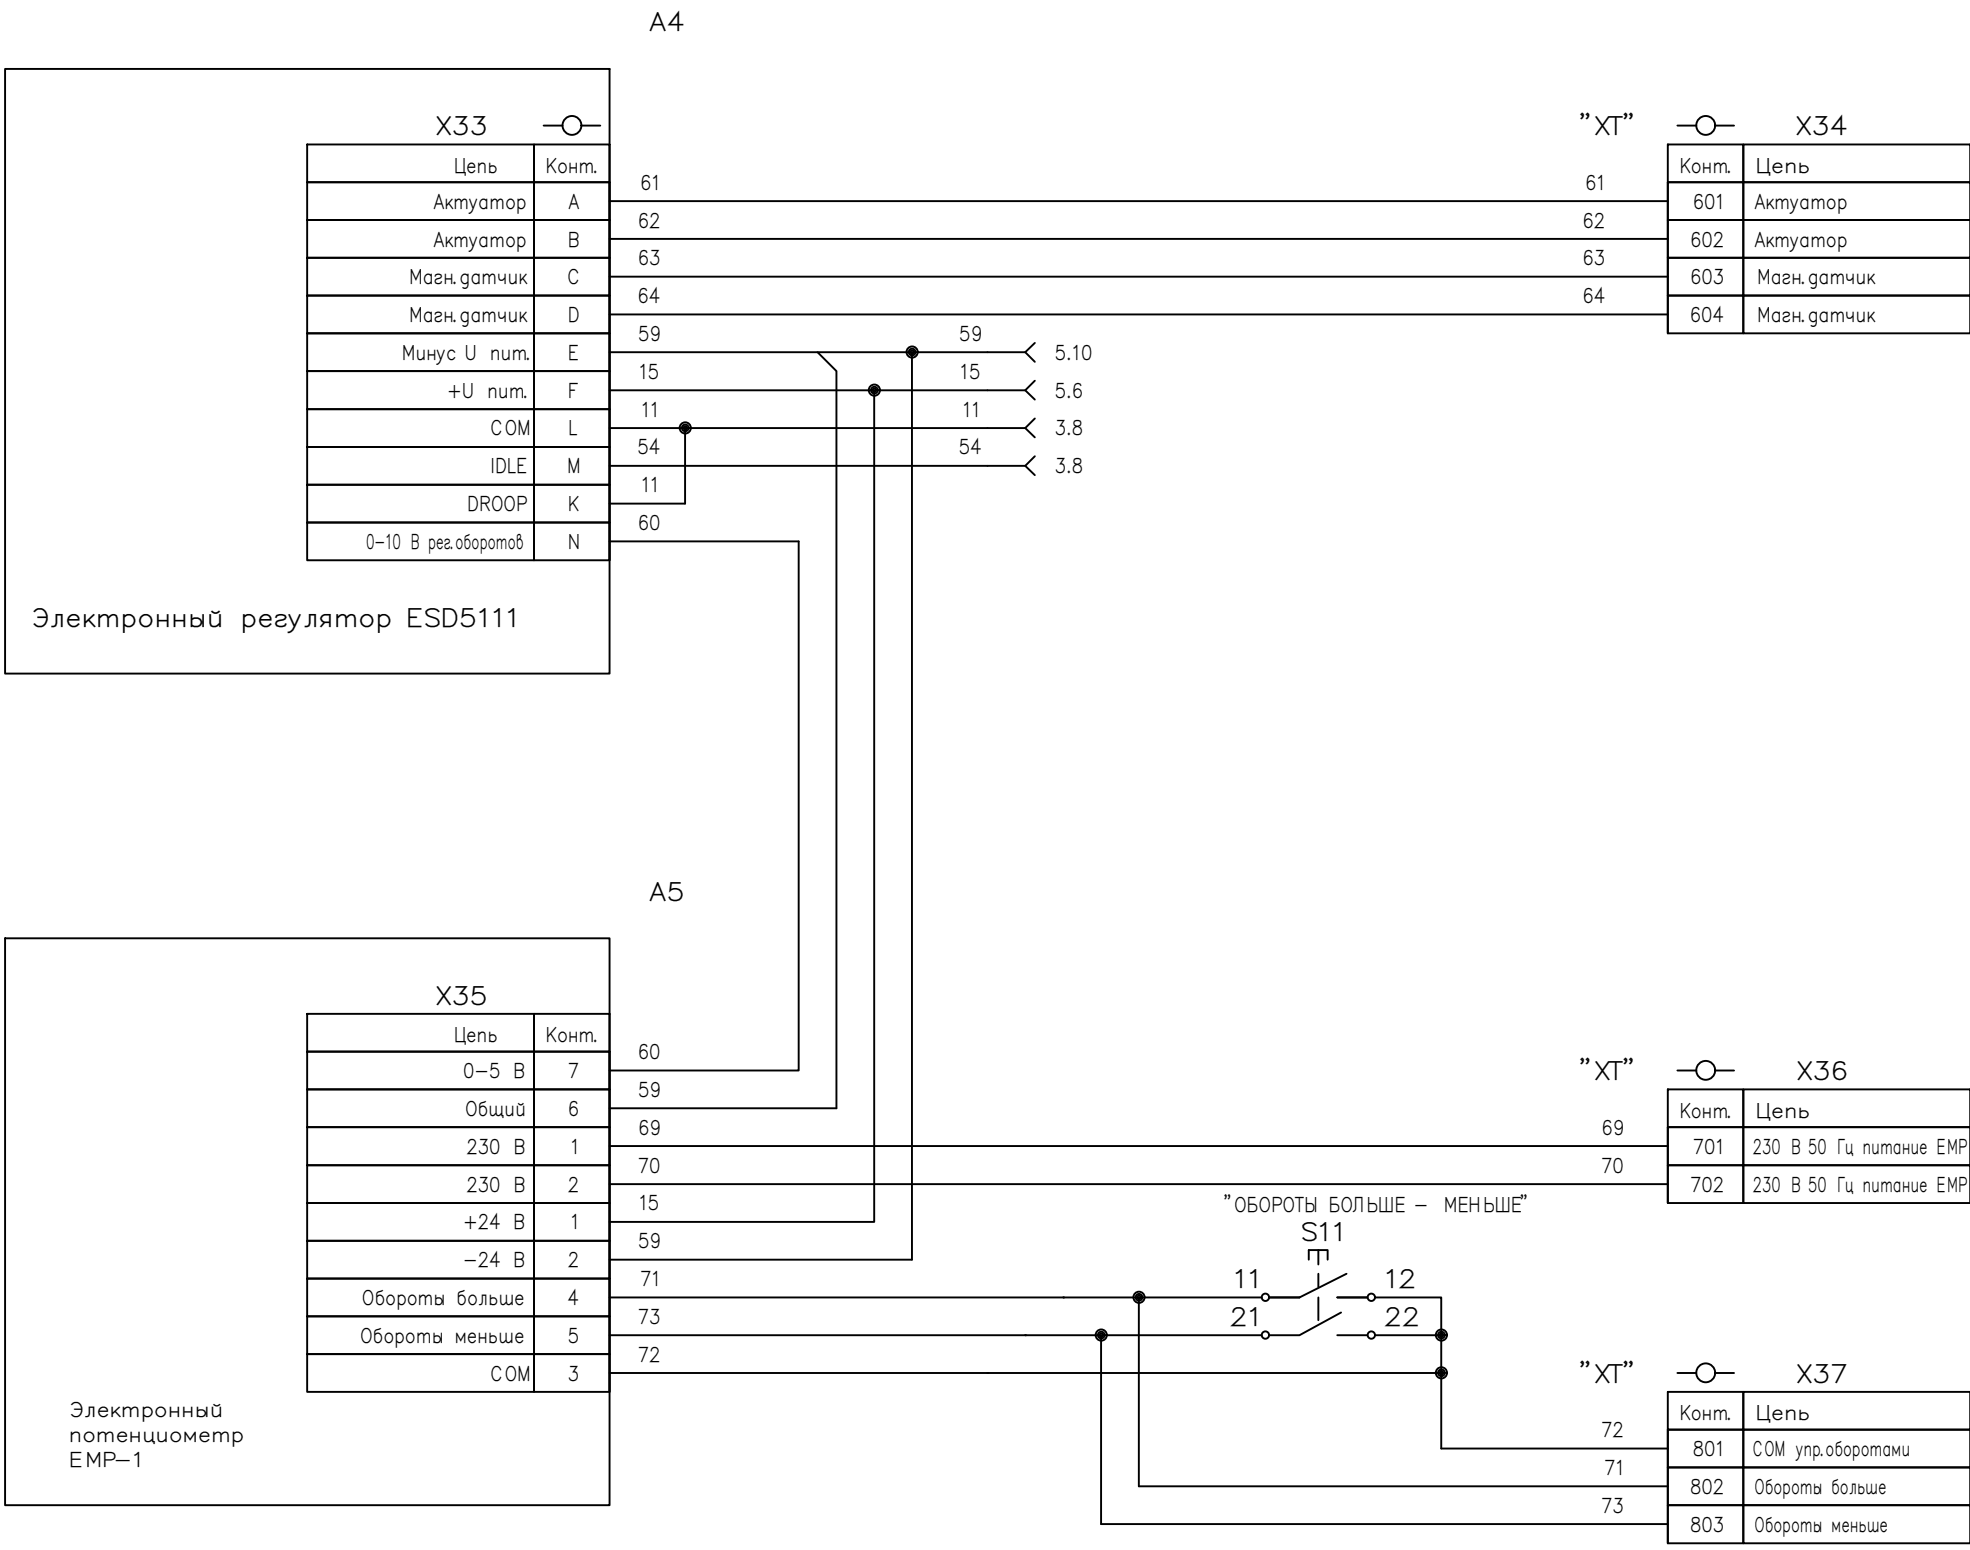 A4
X33
"XT" X34
Цепь Конт.
Конт. Цепь
61 61
Актуатор A
601 Актуатор
62 62
Актуатор B
602 Актуатор
63 63
Магн.датчик C
603 Магн.датчик
64 64
Магн.датчик D
604 Магн.датчик
59 59
Минус U пит. E
5.10
15 15
+U пит. F
5.6
11 11
COM L
3.8
54 54
IDLE M
3.8
11
DROOP K
60
0-10 В рег.оборотов N
Электронный регулятор ESD5111
A5
X35
Цепь Конт.
60
0-5 В 7
"XT" X36
59
Общий 6
Конт. Цепь
69 69
230 В 1
701 230 В 50 Гц питание EMP
70 70
230 В 2
702 230 В 50 Гц питание EMP
15
+24 В 1
"ОБОРОТЫ БОЛЬШЕ - МЕНЬШЕ"
S11
59
-24 В 2
71
11 12
Обороты больше 4
73
21 22
Обороты меньше 5
72
COM 3
"XT" X37
Электронный
потенциометр
EMP-1
Конт. Цепь
72
801 COM упр.оборотами
71
802 Обороты больше
73
803 Обороты меньше